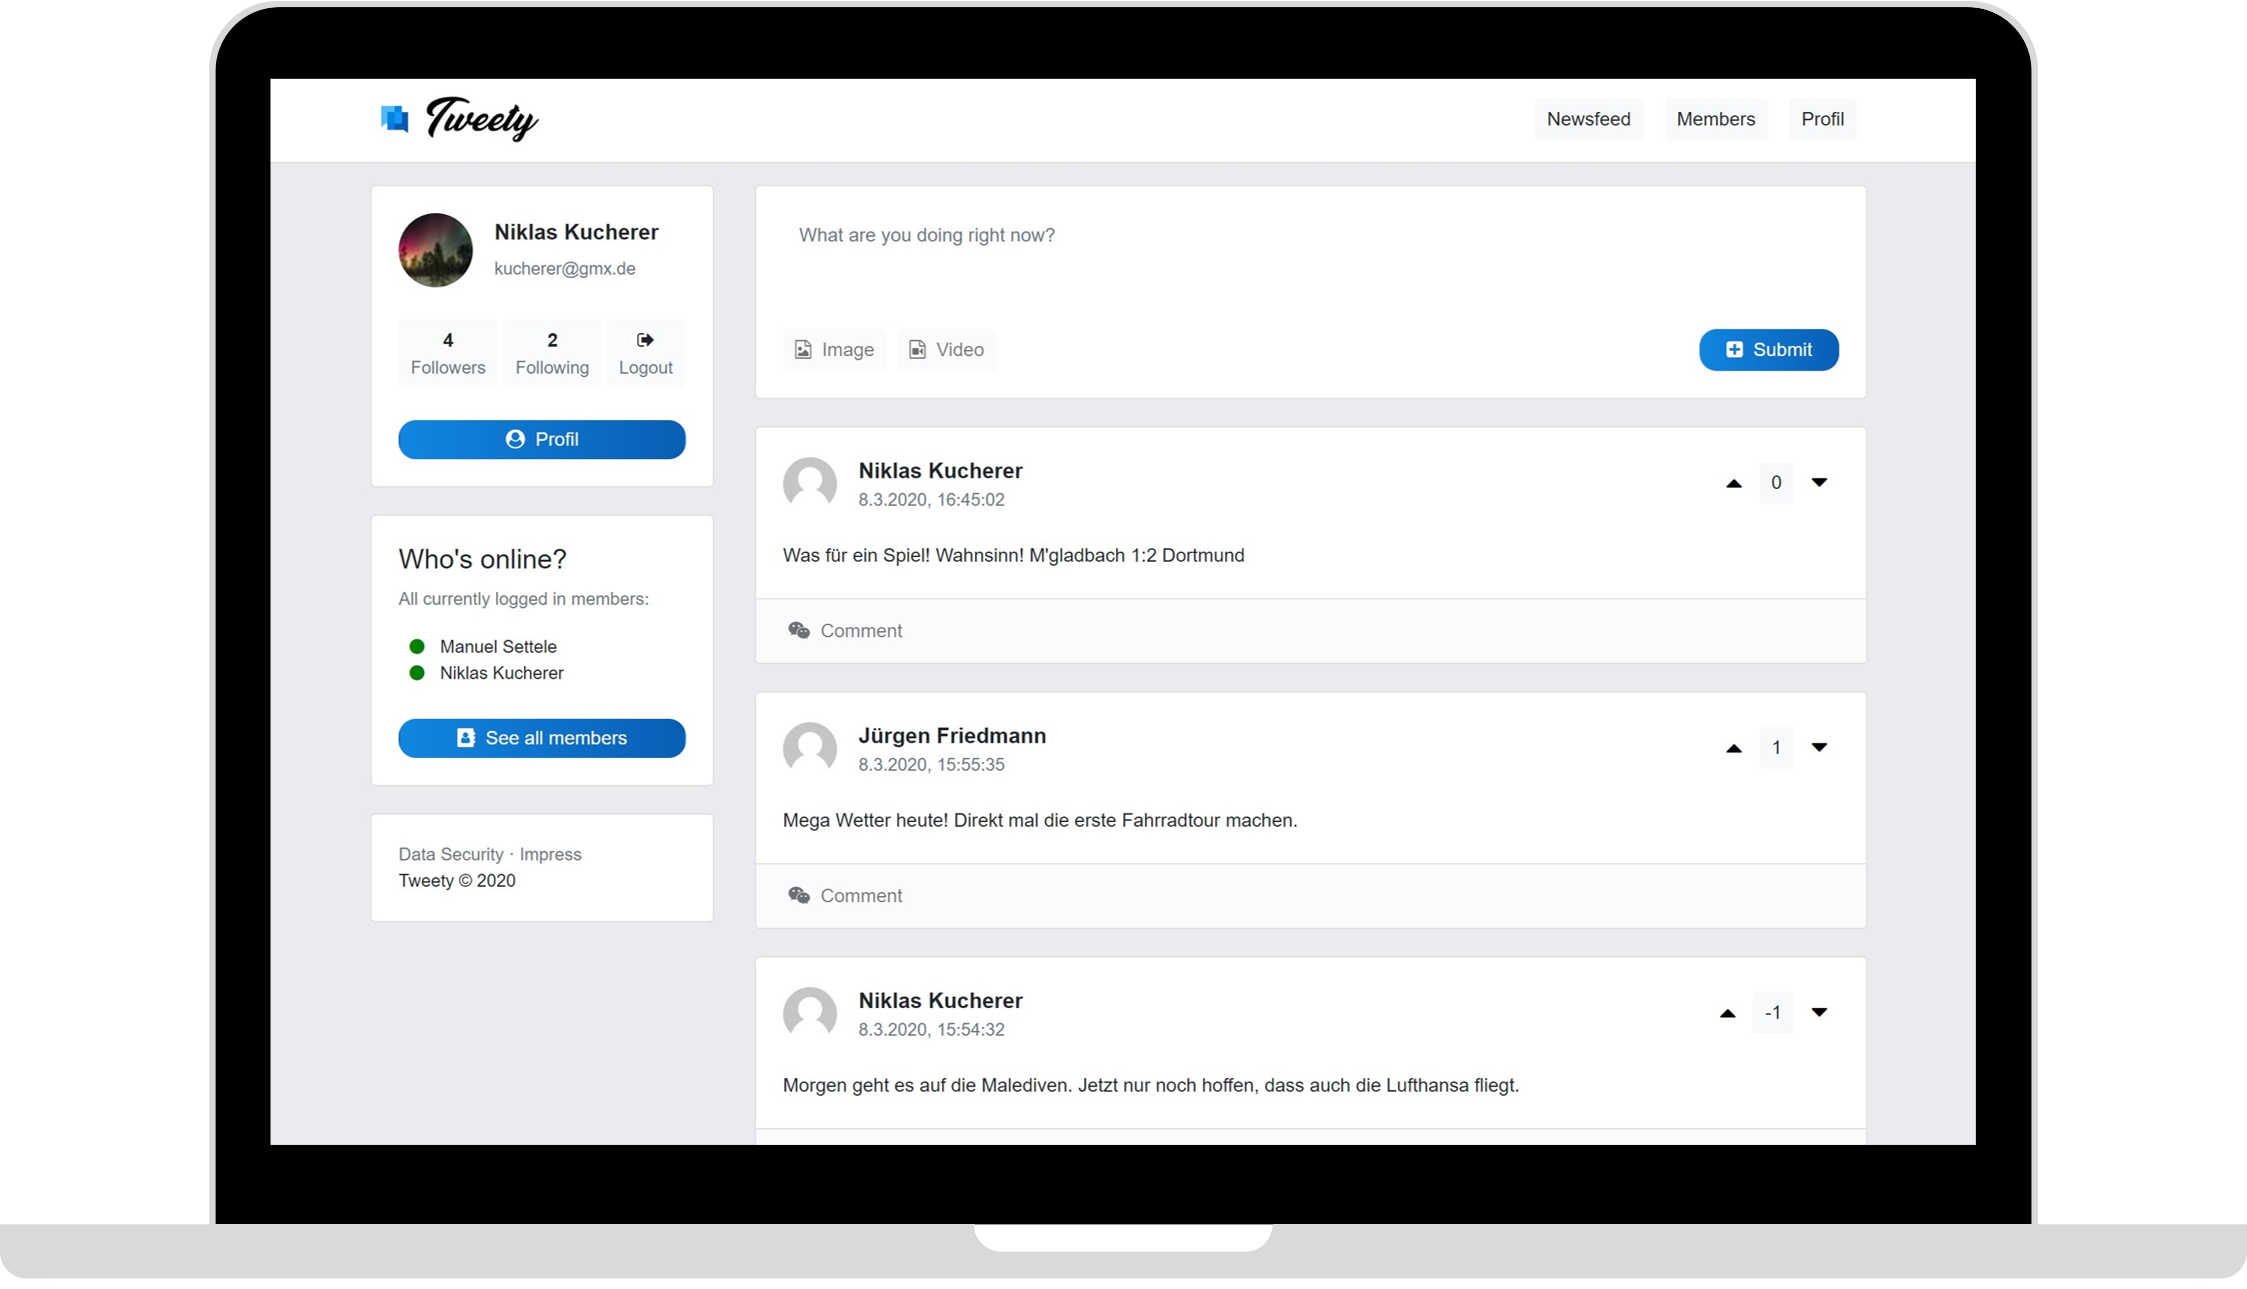 Tweety
Newsfeed
Members
Profil
Niklas Kucherer
kucherer@gmx.de
4
Followers
2
Following
Logout
Profil
Who's online?
All currently logged in members:
Manuel Settele
Niklas Kucherer
See all members
Data Security · Impress
Tweety © 2020
What are you doing right now?
Image
Video
Submit
Niklas Kucherer
8.3.2020, 16:45:02
0
Was für ein Spiel! Wahnsinn! M'gladbach 1:2 Dortmund
Comment
Jürgen Friedmann
8.3.2020, 15:55:35
1
Mega Wetter heute! Direkt mal die erste Fahrradtour machen.
Comment
Niklas Kucherer
8.3.2020, 15:54:32
-1
Morgen geht es auf die Malediven. Jetzt nur noch hoffen, dass auch die Lufthansa fliegt.